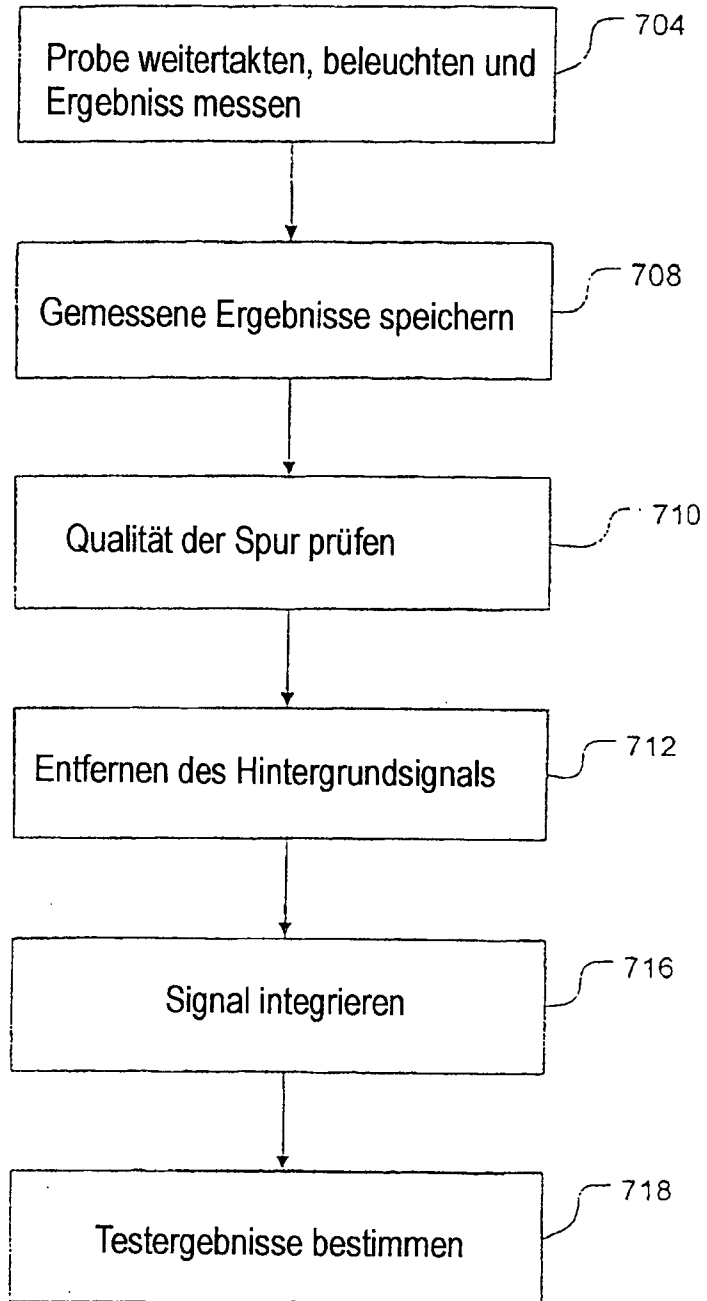 704
Probe weitertakten, beleuchten und
Ergebniss messen
708
Gemessene Ergebnisse speichern
710
Qualität der Spur prüfen
712
Entfernen des Hintergrundsignals
716
Signal integrieren
718
Testergebnisse bestimmen